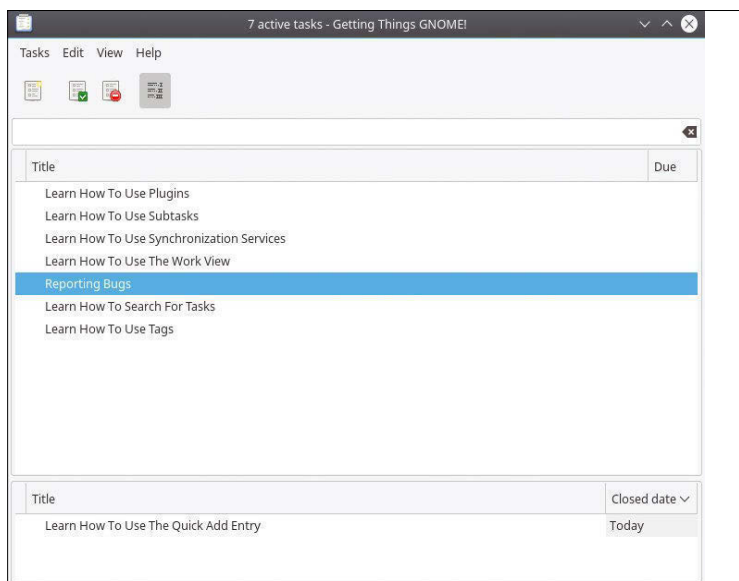 7 active tasks - Getting Things GNOME!
Tasks Edit View Help
Title Due
Learn How To Use Plugins
Learn How To Use Subtasks
Learn How To Use Synchronization Services
Learn How To Use The Work View
Reporting Bugs
Learn How To Search For Tasks
Learn How To Use Tags
Title Closed date
Learn How To Use The Quick Add Entry Today